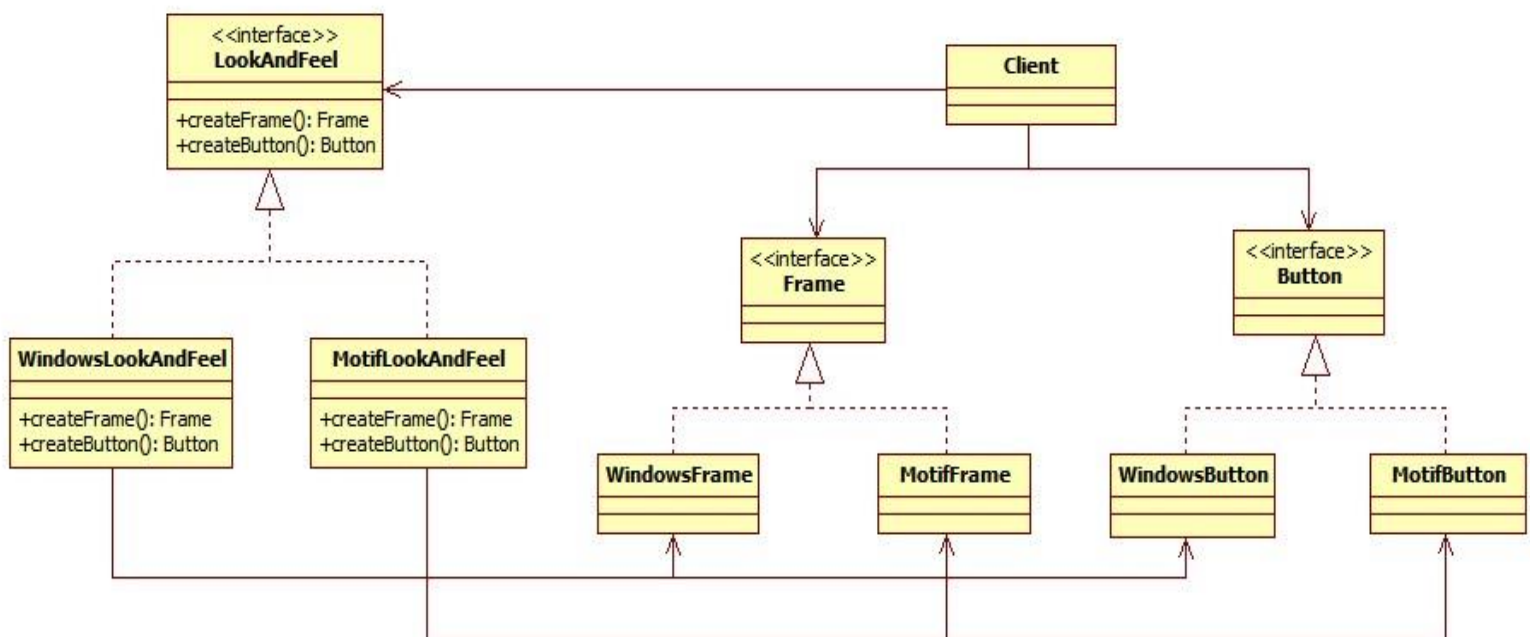 <<interface>>
LookAndFeel
+createFrame(): Frame
+createButton(): Button
Client
<<interface>>
Frame
<<interface>>
Button
WindowsLookAndFeel
+createFrame(): Frame
+createButton(): Button
MotifLookAndFeel
+createFrame(): Frame
+createButton(): Button
WindowsFrame
MotifFrame
WindowsButton
MotifButton